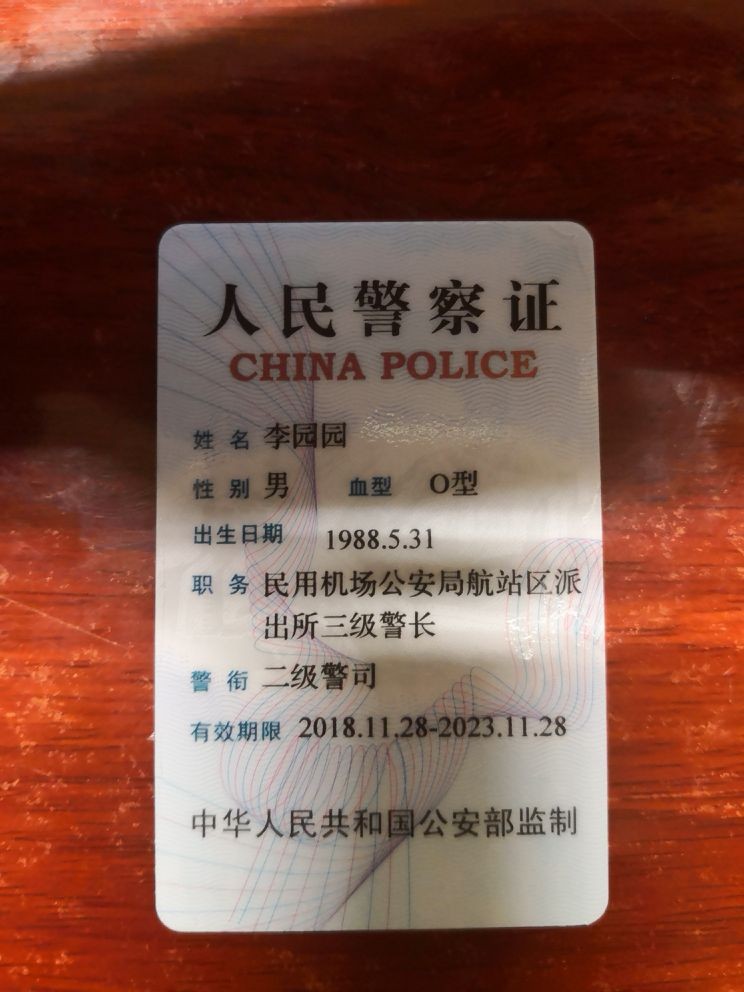 人民警察证
CHINA POLICE
姓名 李园园
性别 男 血型 O型
出生日期 1988.5.31
职务 民用机场公安局航站区派
出所三级警长
警衔 二级警司
有效期限 2018.11.28-2023.11.28
中华人民共和国公安部监制